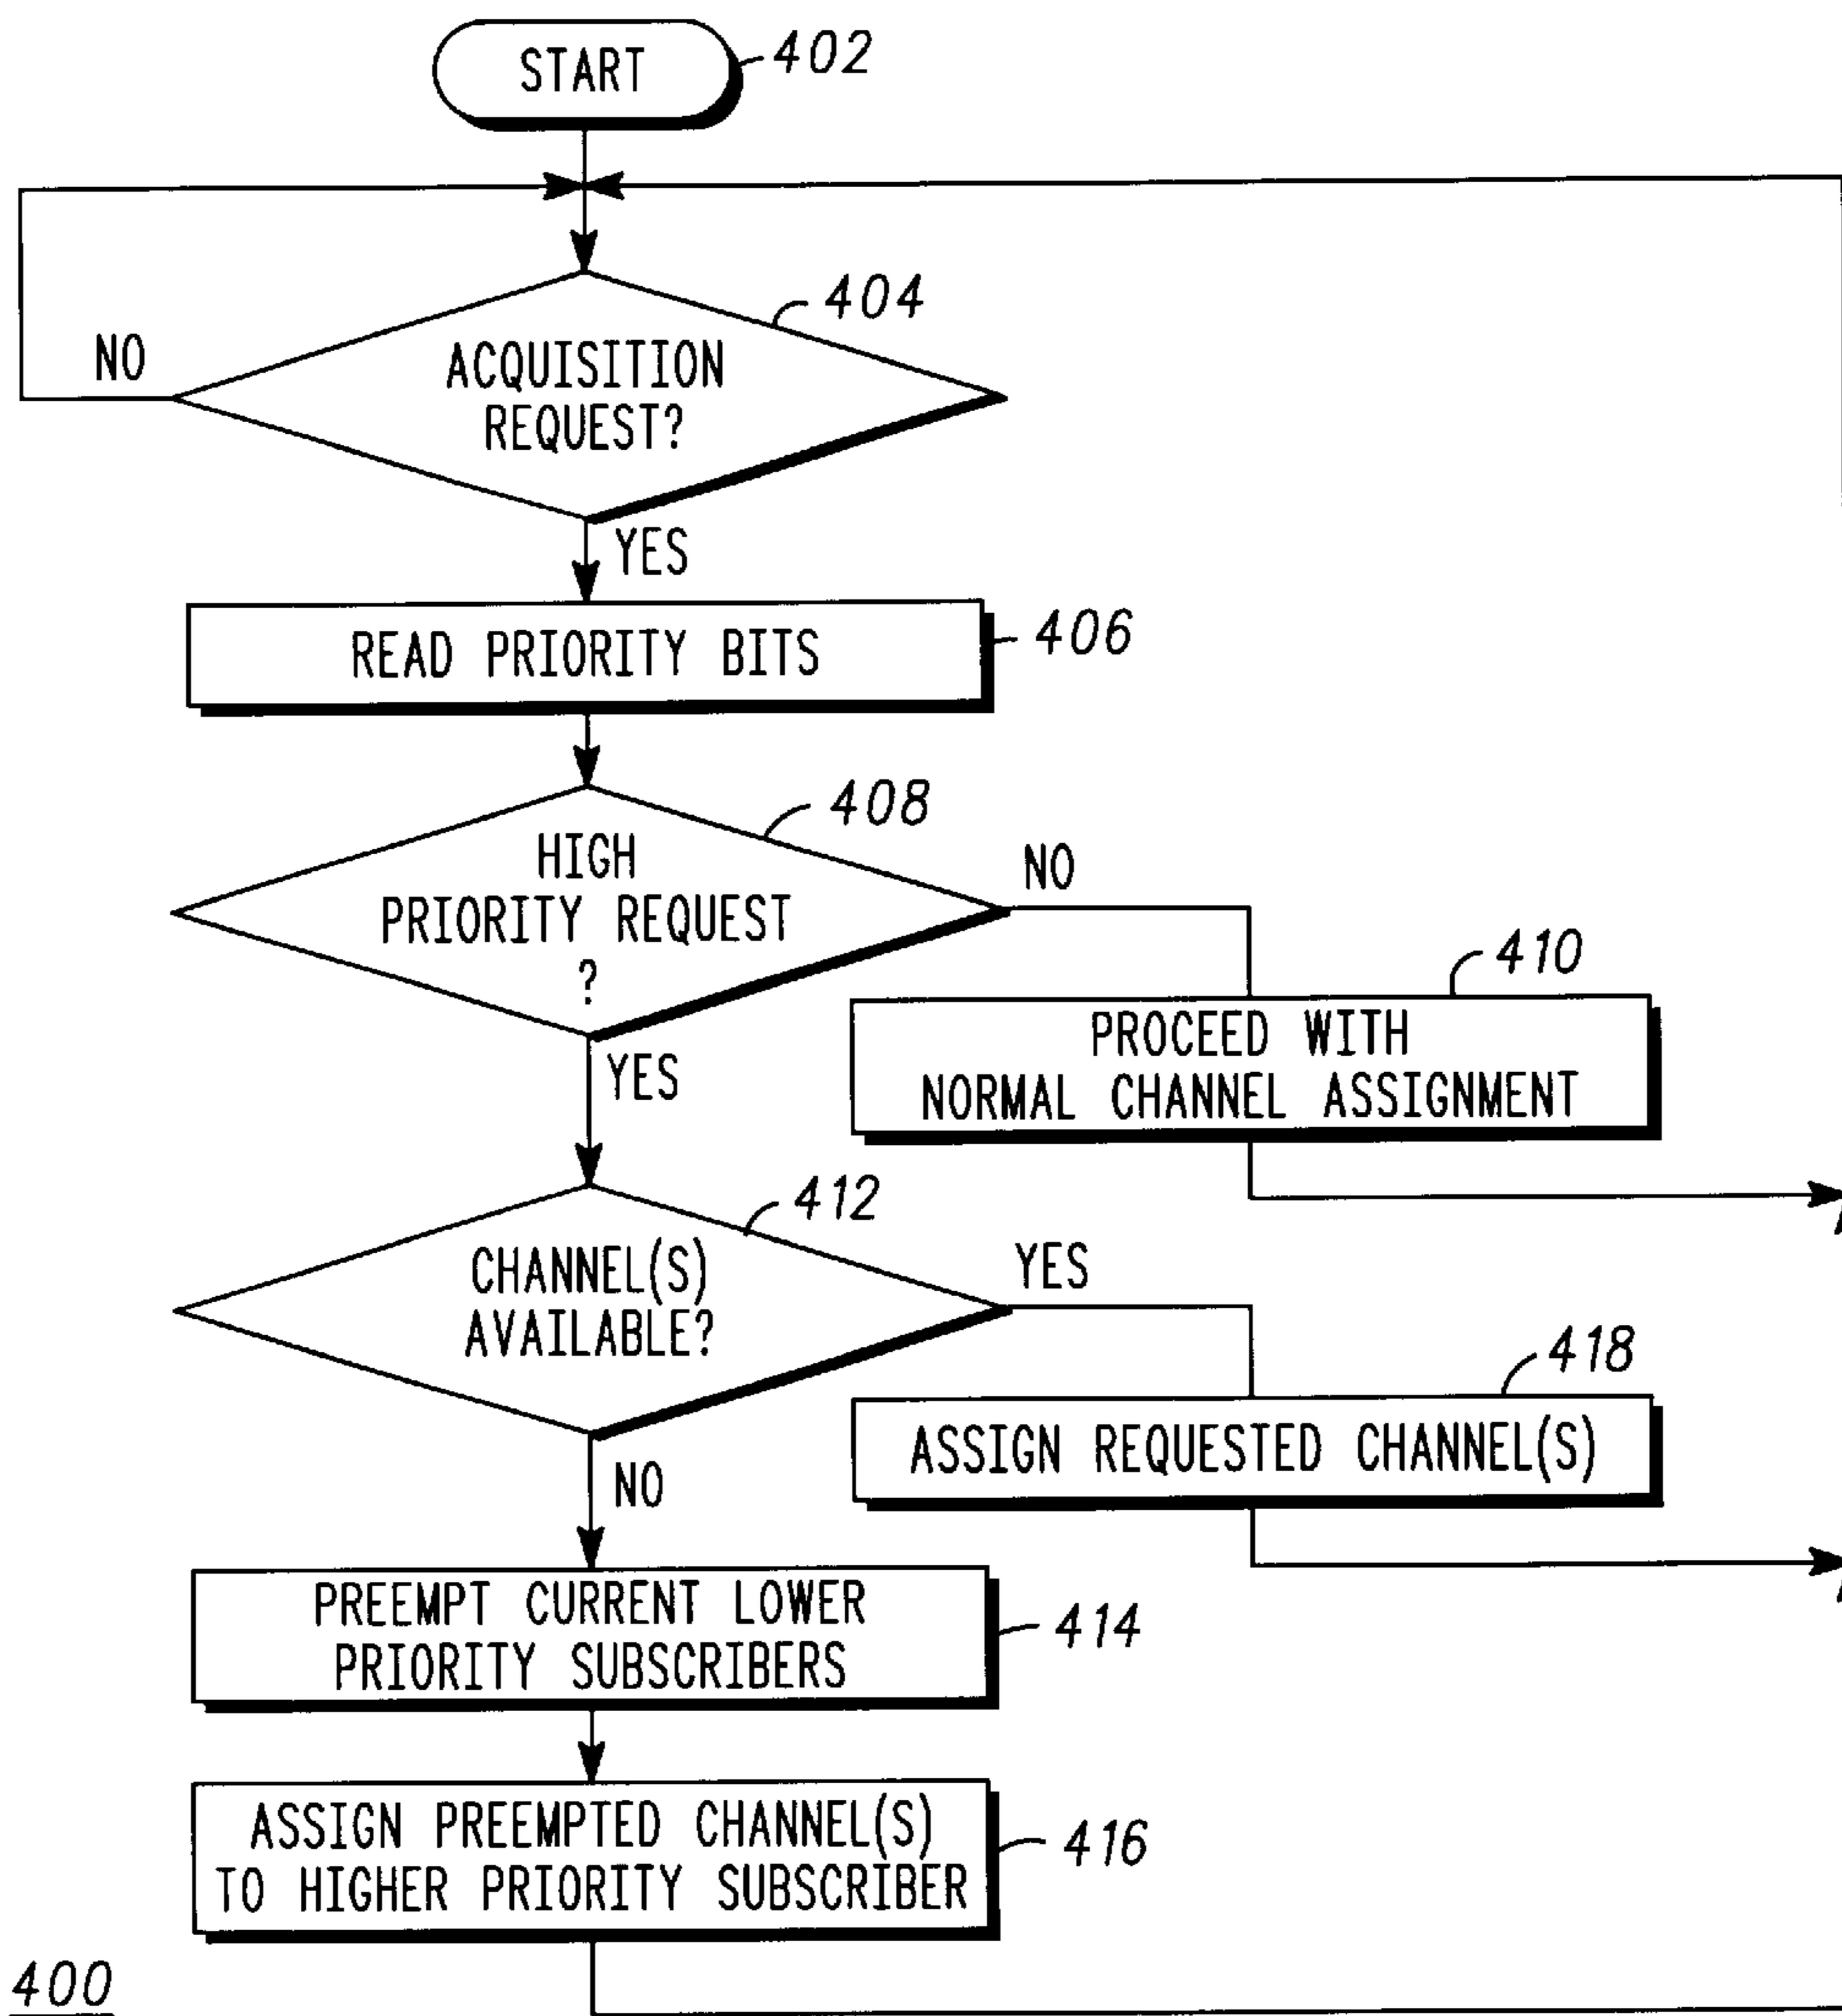 START
402
404
NO
ACQUISITION
REQUEST?
YES
READ PRIORITY BITS
406
408
HIGH
PRIORITY REQUEST
?
NO
YES
410
PROCEED WITH
NORMAL CHANNEL ASSIGNMENT
412
CHANNEL(S)
AVAILABLE?
YES
418
ASSIGN REQUESTED CHANNEL(S)
NO
PREEMPT CURRENT LOWER
PRIORITY SUBSCRIBERS
414
ASSIGN PREEMPTED CHANNEL(S)
TO HIGHER PRIORITY SUBSCRIBER
416
400